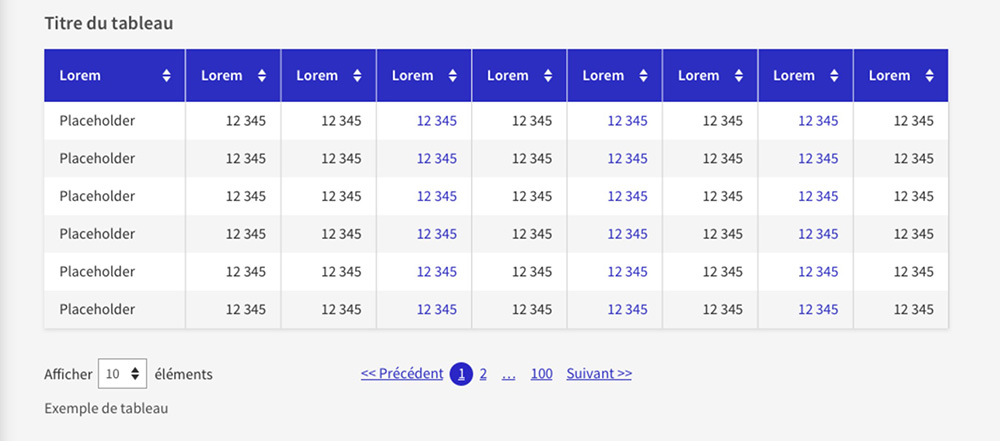 Titre du tableau
Lorem Lorem Lorem Lorem Lorem Lorem Lorem Lorem Lorem
Placeholder 12 345 12 345 12 345 12 345 12 345 12 345 12 345 12 345
Placeholder 12 345 12 345 12 345 12 345 12 345 12 345 12 345 12 345
Placeholder 12 345 12 345 12 345 12 345 12 345 12 345 12 345 12 345
Placeholder 12 345 12 345 12 345 12 345 12 345 12 345 12 345 12 345
Placeholder 12 345 12 345 12 345 12 345 12 345 12 345 12 345 12 345
Placeholder 12 345 12 345 12 345 12 345 12 345 12 345 12 345 12 345
Afficher 10 éléments << Précédent 1 2 … 100 Suivant >>
Exemple de tableau